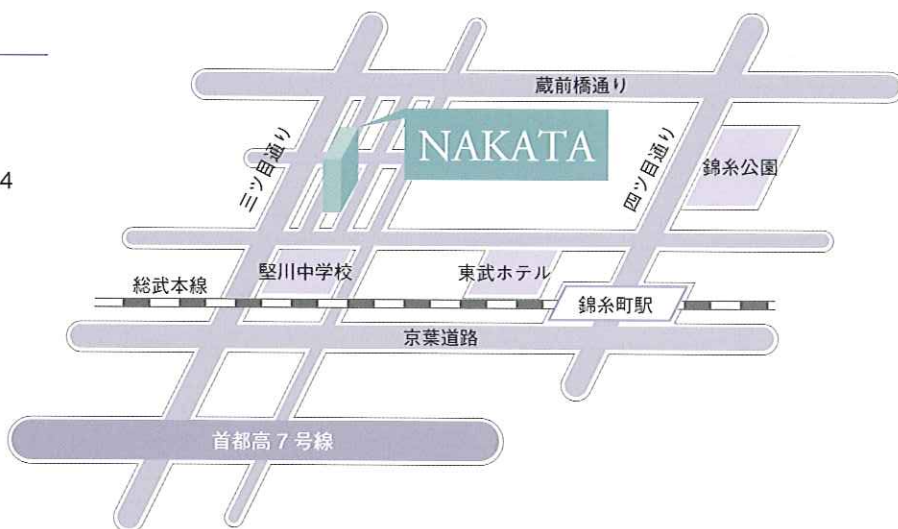 蔵前橋通り
三ツ目通り
NAKATA
四ツ目通り
錦糸公園
4
堅川中学校
東武ホテル
総武本線
錦糸町駅
京葉道路
首都高7号線